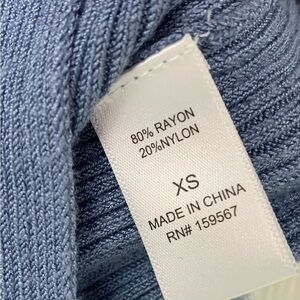 80% RAYON
20%NYLON
XS
MADE IN CHINA
RN# 159567